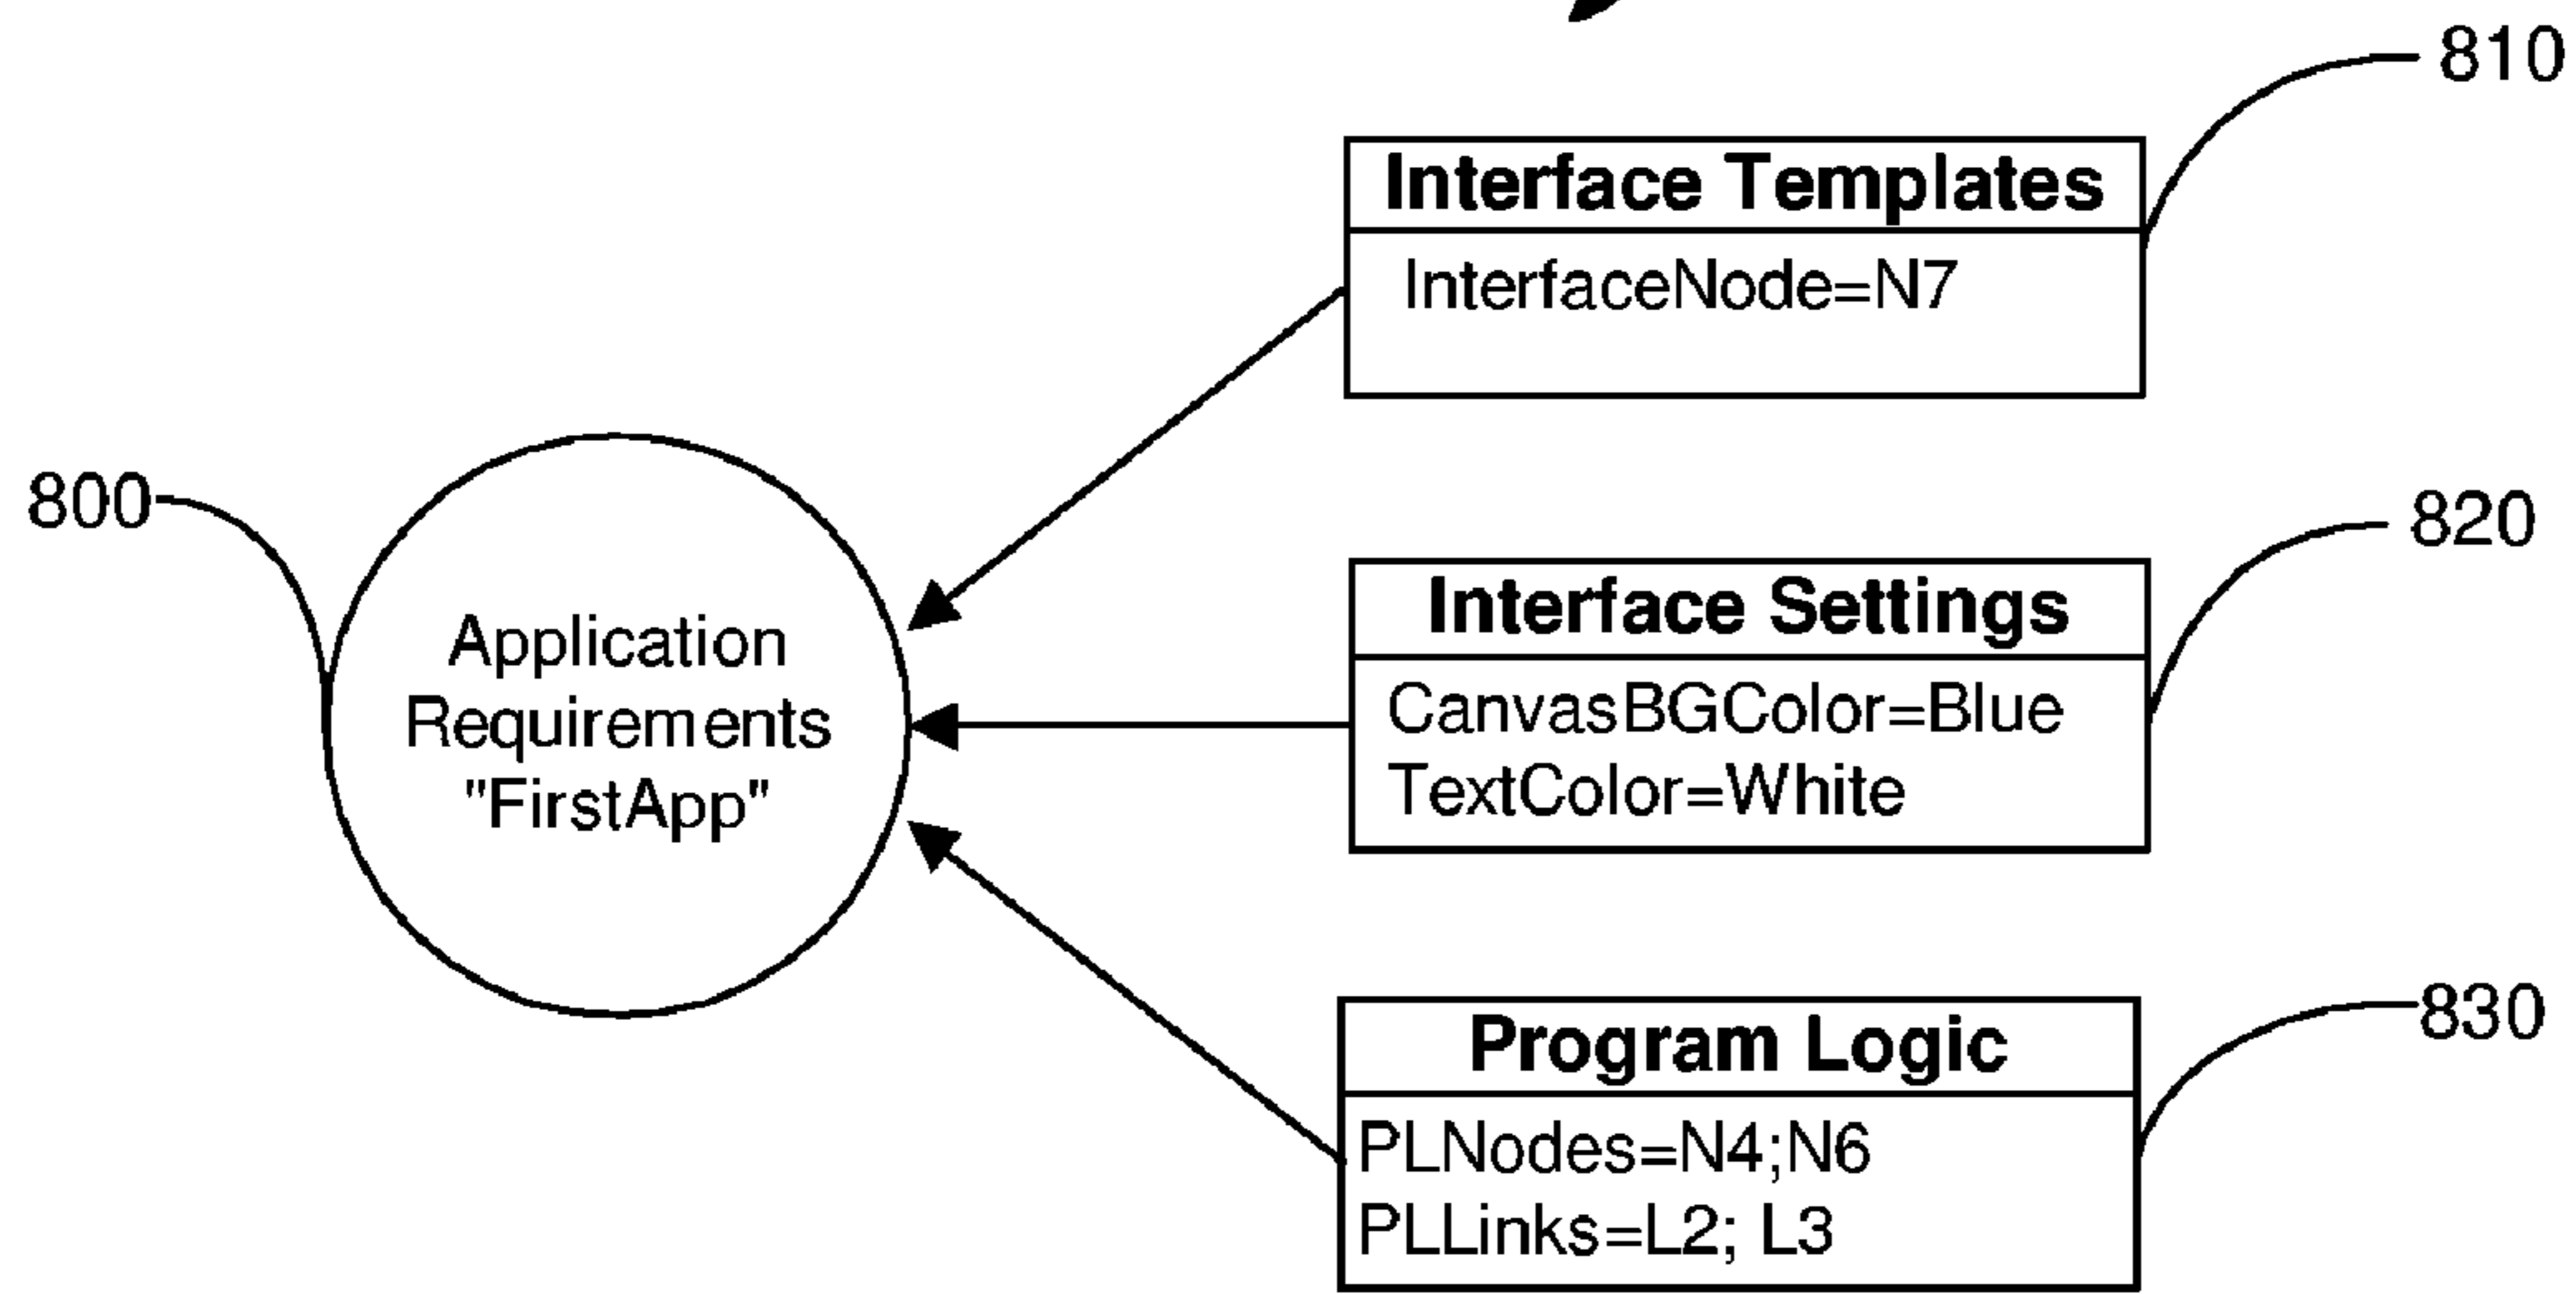 810
Interface Templates
InterfaceNode=N7
800
Application
Requirements
"FirstApp"
820
Interface Settings
CanvasBGColor=Blue
TextColor=White
830
Program Logic
PLNodes=N4;N6
PLLinks=L2; L3